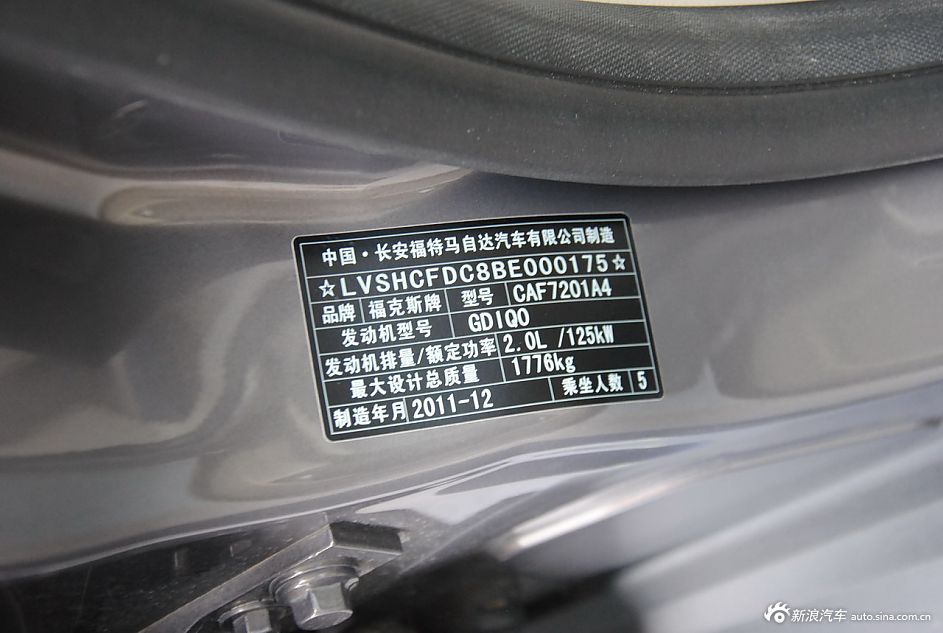 中国·长安福特马自达汽车有限公司制造
☆LVSHCFDC8BE000175☆
品牌 福克斯牌 型号 CAF7201A4
发动机型号 GDIQ0
发动机排量/额定功率 2.0L /125kW
最大设计总质量 1776kg
制造年月 2011-12 乘坐人数 5
新浪汽车 auto.sina.com.cn